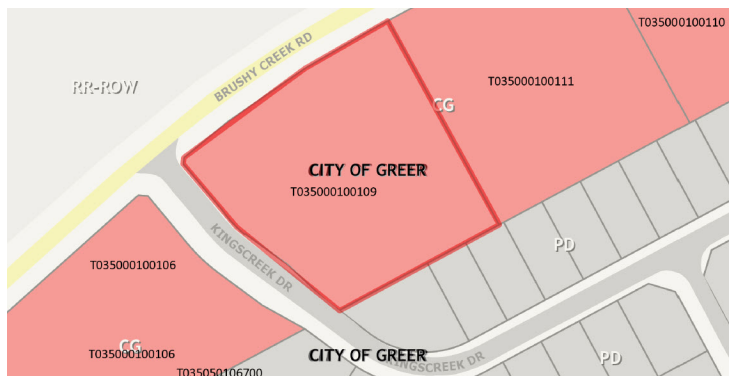 T035000100110
BRUSHY CREEK RD
RR-ROW
T035000100111
CG
CITY OF GREER
T035000100109
KINGSCREEK DR
PD
T035000100106
CG
T035000100106
CITY OF GREER
KINGSCREEK DR
PD
T035050106700